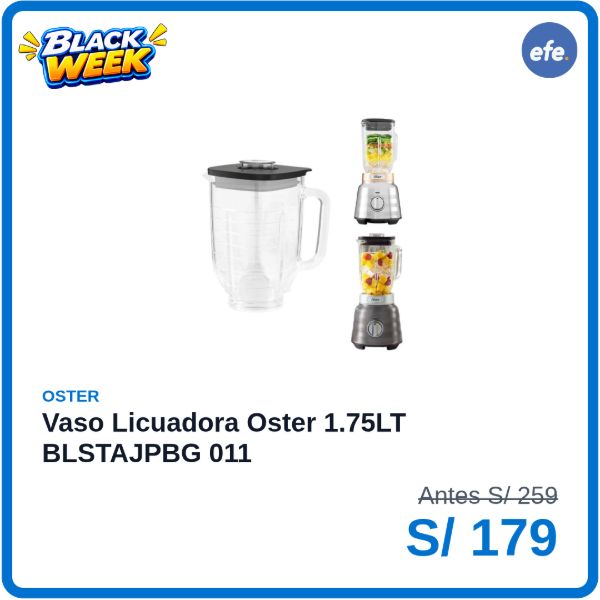 BLACK
WEEK
efe.
OSTER
Vaso Licuadora Oster 1.75LT
BLSTAJPBG 011
Antes S/ 259
S/ 179